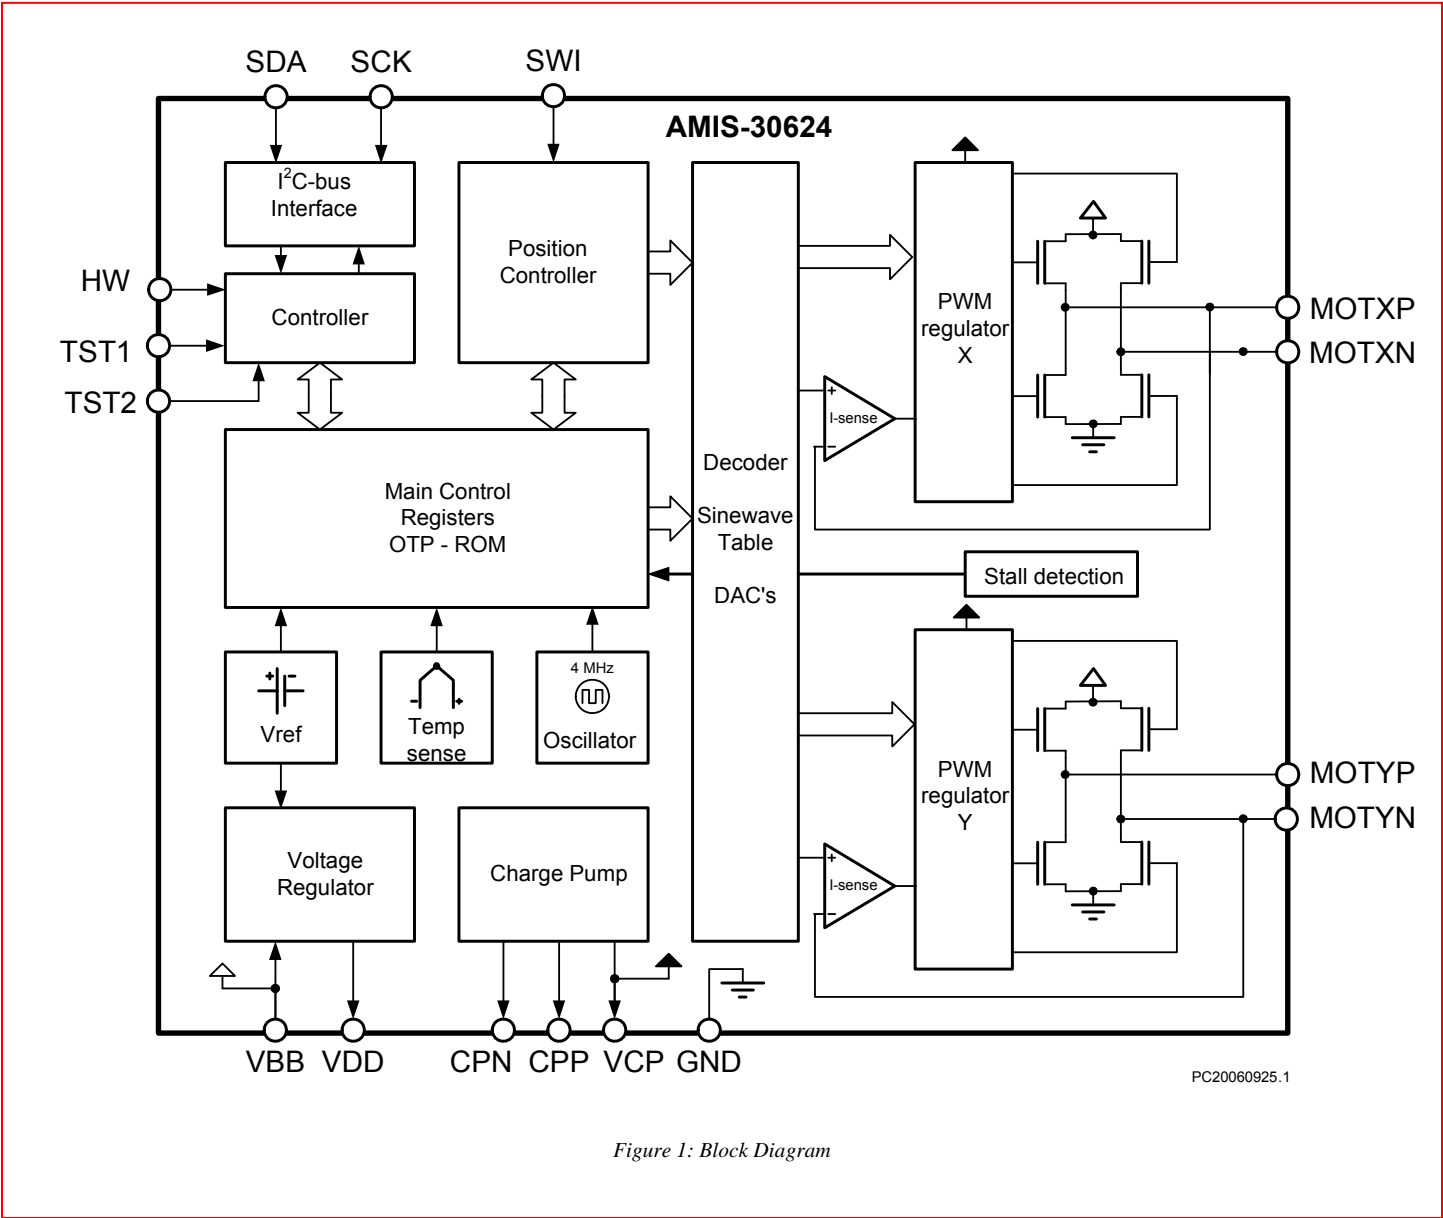 SDA SCK SWI
AMIS-30624
I²C-bus
Interface
Position
Controller
HW
Controller
TST1
TST2
PWM
regulator
X
MOTXP
MOTXN
+
I-sense
−
Main Control
Registers
OTP - ROM
Decoder
Sinewave
Table
DAC's
Stall detection
+ −
Vref
− +
Temp
sense
4 MHz
Oscillator
PWM
regulator
Y
MOTYP
MOTYN
+
I-sense
−
Voltage
Regulator
Charge Pump
VBB VDD CPN CPP VCP GND
PC20060925.1
Figure 1: Block Diagram